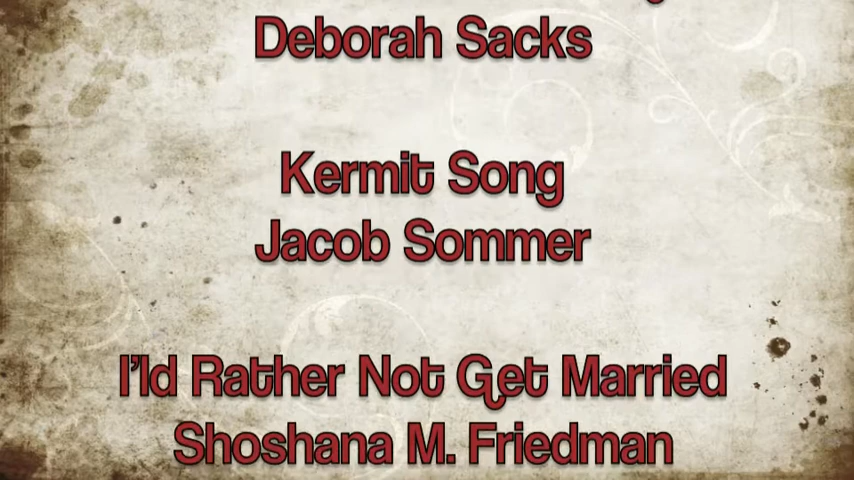 Deborah Sacks
Kermit Song
Jacob Sommer
I'ld Rather Not Get Married
Shoshana M. Friedman